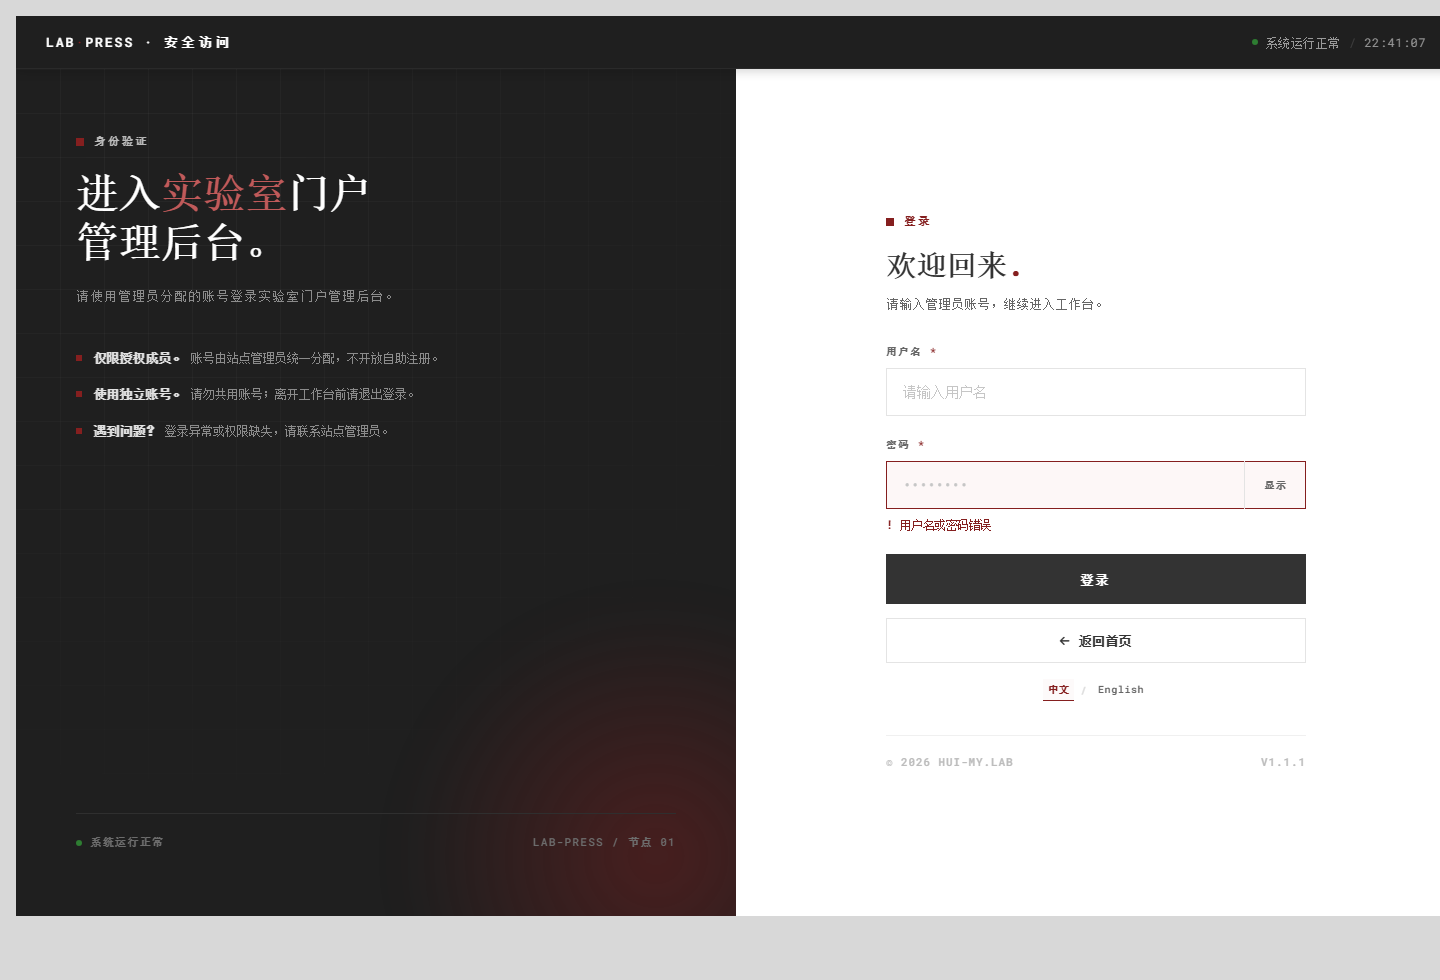 LAB PRESS · 安全访问
系统运行正常 / 22:41:07
身份验证
进入实验室门户
管理后台。
请使用管理员分配的账号登录实验室门户管理后台。
仅限授权成员。 账号由站点管理员统一分配，不开放自助注册。
使用独立账号。 请勿共用账号；离开工作台前请退出登录。
遇到问题？ 登录异常或权限缺失，请联系站点管理员。
系统运行正常
LAB-PRESS / 节点 01
登录
欢迎回来.
请输入管理员账号，继续进入工作台。
用户名 *
请输入用户名
密码 *
••••••••
显示
! 用户名或密码错误
登录
← 返回首页
中文 / English
© 2026 HUI-MY.LAB
V1.1.1